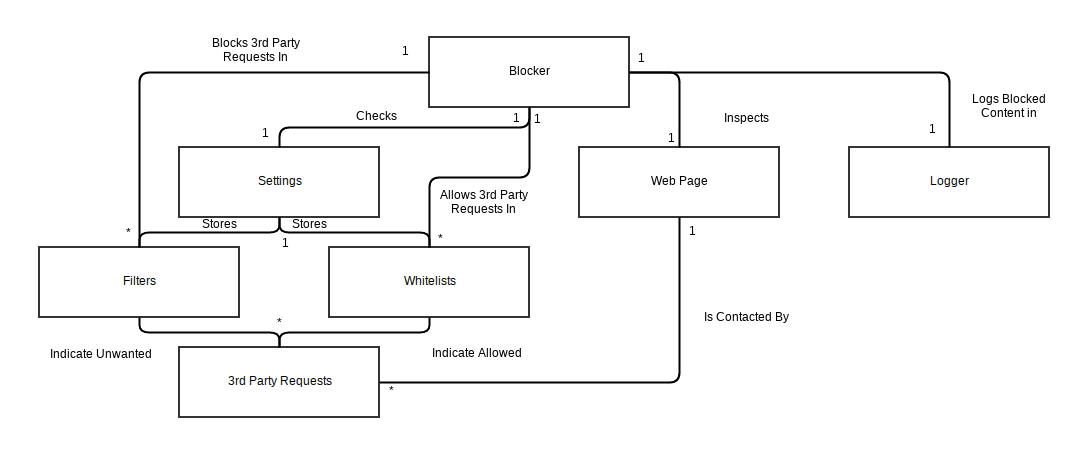 Blocks 3rd Party
Requests In
1
Blocker
1
Checks
1
1
1
Inspects
1
Logs Blocked
Content in
1
Settings
Allows 3rd Party
Requests In
Web Page
Logger
*
Stores
Stores
1
*
1
Filters
Whitelists
Is Contacted By
*
Indicate Unwanted
Indicate Allowed
3rd Party Requests
*